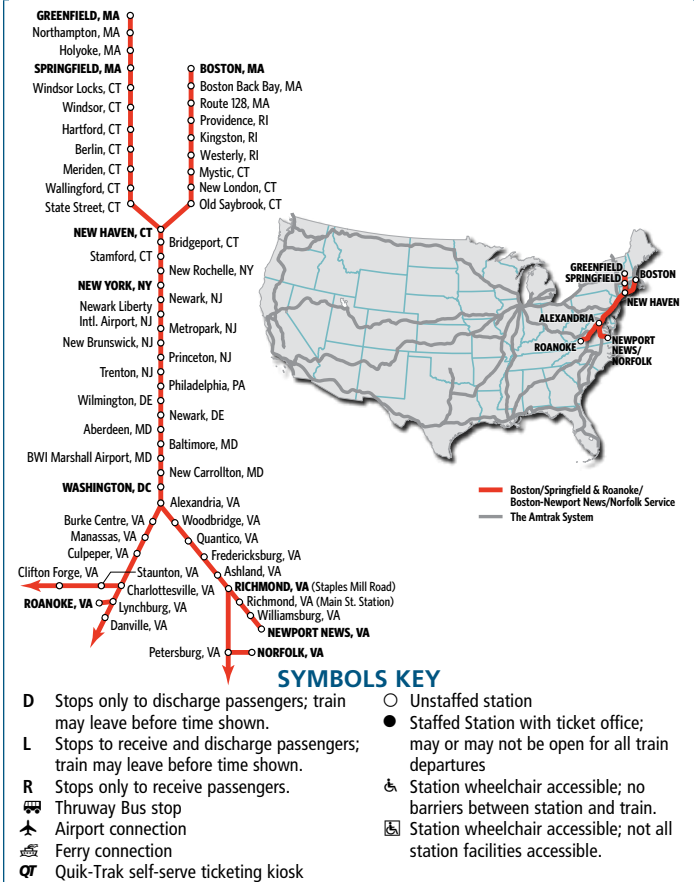 GREENFIELD, MA
Northampton, MA
Holyoke, MA
SPRINGFIELD, MA
Windsor Locks, CT
Windsor, CT
Hartford, CT
Berlin, CT
Meriden, CT
Wallingford, CT
State Street, CT
BOSTON, MA
Boston Back Bay, MA
Route 128, MA
Providence, RI
Kingston, RI
Westerly, RI
Mystic, CT
New London, CT
Old Saybrook, CT
NEW HAVEN, CT
Bridgeport, CT
Stamford, CT
New Rochelle, NY
NEW YORK, NY
Newark, NJ
Newark Liberty
Intl. Airport, NJ
Metropark, NJ
New Brunswick, NJ
Princeton, NJ
Trenton, NJ
Philadelphia, PA
Wilmington, DE
Newark, DE
Aberdeen, MD
Baltimore, MD
BWI Marshall Airport, MD
New Carrollton, MD
WASHINGTON, DC
Alexandria, VA
Burke Centre, VA
Manassas, VA
Culpeper, VA
Clifton Forge, VA
Staunton, VA
Charlottesville, VA
ROANOKE, VA
Lynchburg, VA
Danville, VA
Woodbridge, VA
Quantico, VA
Fredericksburg, VA
Ashland, VA
RICHMOND, VA (Staples Mill Road)
Richmond, VA (Main St. Station)
Williamsburg, VA
NEWPORT NEWS, VA
Petersburg, VA
NORFOLK, VA
GREENFIELD
SPRINGFIELD
BOSTON
NEW HAVEN
ALEXANDRIA
ROANOKE
NEWPORT
NEWS/
NORFOLK
Boston/Springfield & Roanoke/
Boston-Newport News/Norfolk Service
The Amtrak System
SYMBOLS KEY
D Stops only to discharge passengers; train
may leave before time shown.
L Stops to receive and discharge passengers;
train may leave before time shown.
R Stops only to receive passengers.
Thruway Bus stop
Airport connection
Ferry connection
QT Quik-Trak self-serve ticketing kiosk
Unstaffed station
Staffed Station with ticket office;
may or may not be open for all train
departures
Station wheelchair accessible; no
barriers between station and train.
Station wheelchair accessible; not all
station facilities accessible.